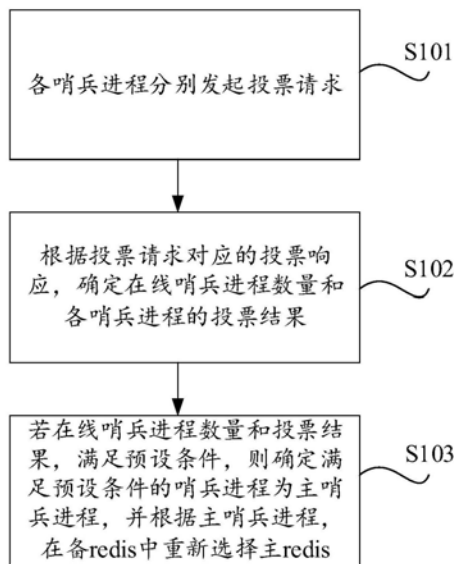 各哨兵进程分别发起投票请求
S101
根据投票请求对应的投票响
应，确定在线哨兵进程数量和
各哨兵进程的投票结果
S102
若在线哨兵进程数量和投票结
果，满足预设条件，则确定满
足预设条件的哨兵进程为主哨
兵进程，并根据主哨兵进程，
在备redis中重新选择主redis
S103